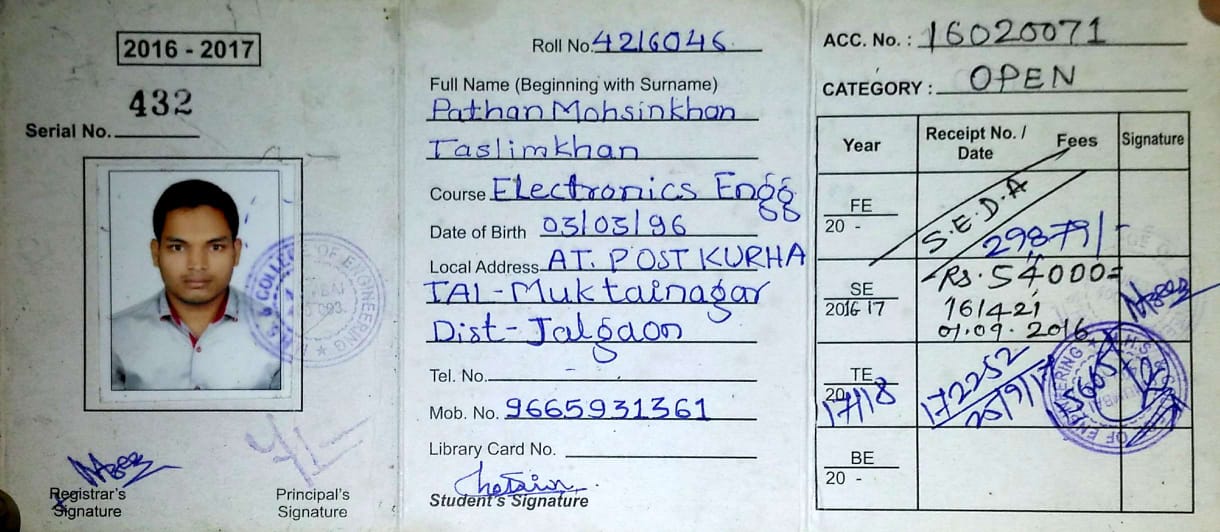 2016 - 2017
432
Serial No.
Registrar's
Signature
Principal's
Signature
Roll No. 4216046
Full Name (Beginning with Surname)
Pathan Mohsinkhan
Taslimkhan
Course Electronics Engg
Date of Birth 03/03/96
Local Address AT. POST KURHA
TAL-Muktainagar
Dist-Jalgaon
Tel. No.
Mob. No. 9665931361
Library Card No.
Student's Signature
ACC. No. : 16020071
CATEGORY : OPEN
Year Receipt No. / Date Fees Signature
FE
20 -
S.E.D.A
29879/-
SE
2016-17
Rs. 54000=
16/421
01.09.2016
TE
20
17/18
172252
BE
20 -
COLLEGE OF ENGINEERING